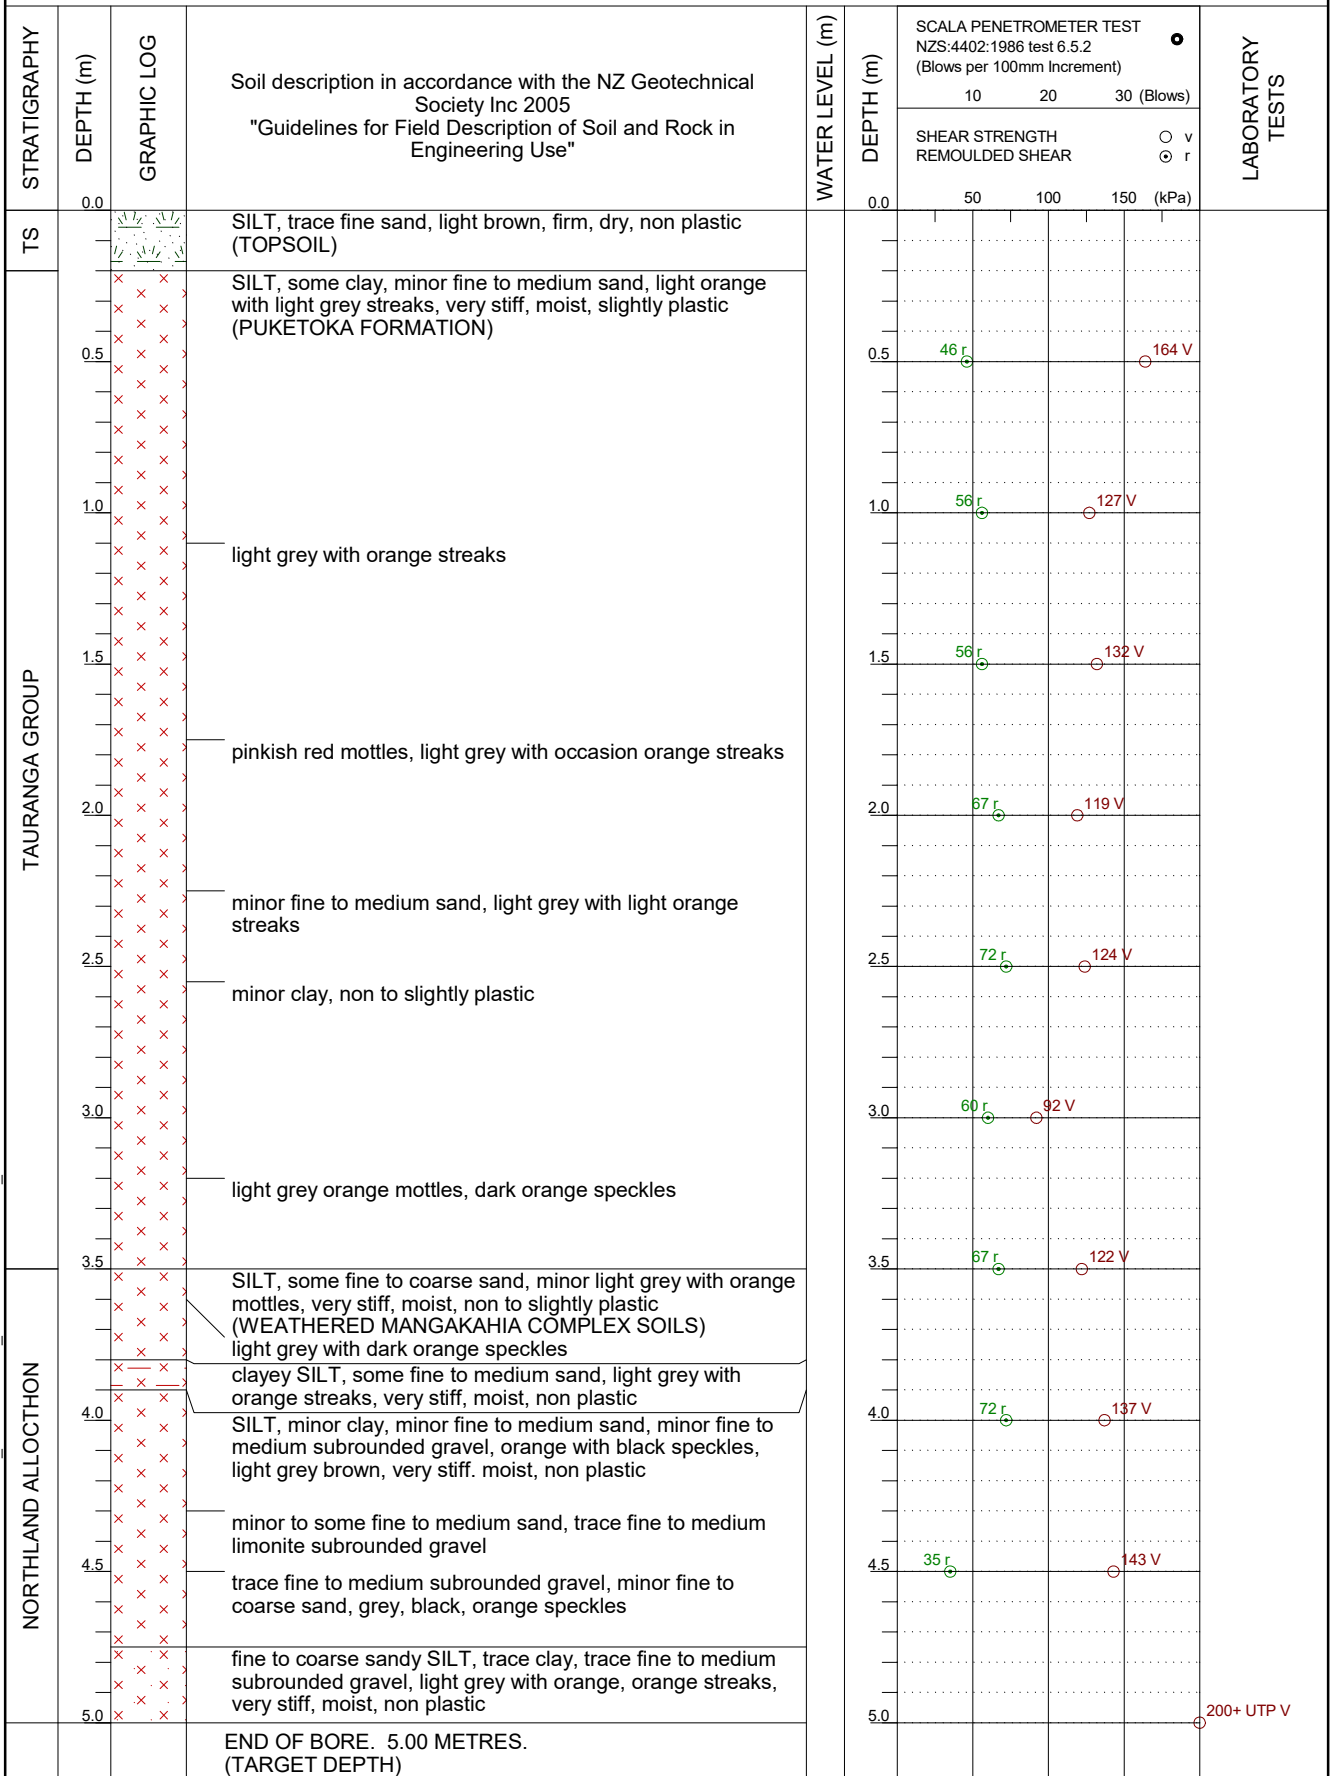 STRATIGRAPHY
DEPTH (m)
GRAPHIC LOG
Soil description in accordance with the NZ Geotechnical
Society Inc 2005
"Guidelines for Field Description of Soil and Rock in
Engineering Use"
WATER LEVEL (m)
DEPTH (m)
SCALA PENETROMETER TEST
NZS:4402:1986 test 6.5.2
(Blows per 100mm Increment)
10 20 30 (Blows)
SHEAR STRENGTH v
REMOULDED SHEAR r
50 100 150 (kPa)
LABORATORY
TESTS
0.0
0.0
TS
SILT, trace fine sand, light brown, firm, dry, non plastic
(TOPSOIL)
TAURANGA GROUP
SILT, some clay, minor fine to medium sand, light orange
with light grey streaks, very stiff, moist, slightly plastic
(PUKETOKA FORMATION)
0.5
0.5
46 r
164 V
1.0
1.0
56 r
127 V
light grey with orange streaks
1.5
1.5
56 r
132 V
pinkish red mottles, light grey with occasion orange streaks
2.0
2.0
67 r
119 V
minor fine to medium sand, light grey with light orange
streaks
2.5
2.5
72 r
124 V
minor clay, non to slightly plastic
3.0
3.0
60 r
92 V
light grey orange mottles, dark orange speckles
3.5
3.5
67 r
122 V
NORTHLAND ALLOCTHON
SILT, some fine to coarse sand, minor light grey with orange
mottles, very stiff, moist, non to slightly plastic
(WEATHERED MANGAKAHIA COMPLEX SOILS)
light grey with dark orange speckles
clayey SILT, some fine to medium sand, light grey with
orange streaks, very stiff, moist, non plastic
4.0
4.0
72 r
137 V
SILT, minor clay, minor fine to medium sand, minor fine to
medium subrounded gravel, orange with black speckles,
light grey brown, very stiff. moist, non plastic
minor to some fine to medium sand, trace fine to medium
limonite subrounded gravel
4.5
4.5
35 r
143 V
trace fine to medium subrounded gravel, minor fine to
coarse sand, grey, black, orange speckles
fine to coarse sandy SILT, trace clay, trace fine to medium
subrounded gravel, light grey with orange, orange streaks,
very stiff, moist, non plastic
5.0
5.0
200+ UTP V
END OF BORE. 5.00 METRES.
(TARGET DEPTH)